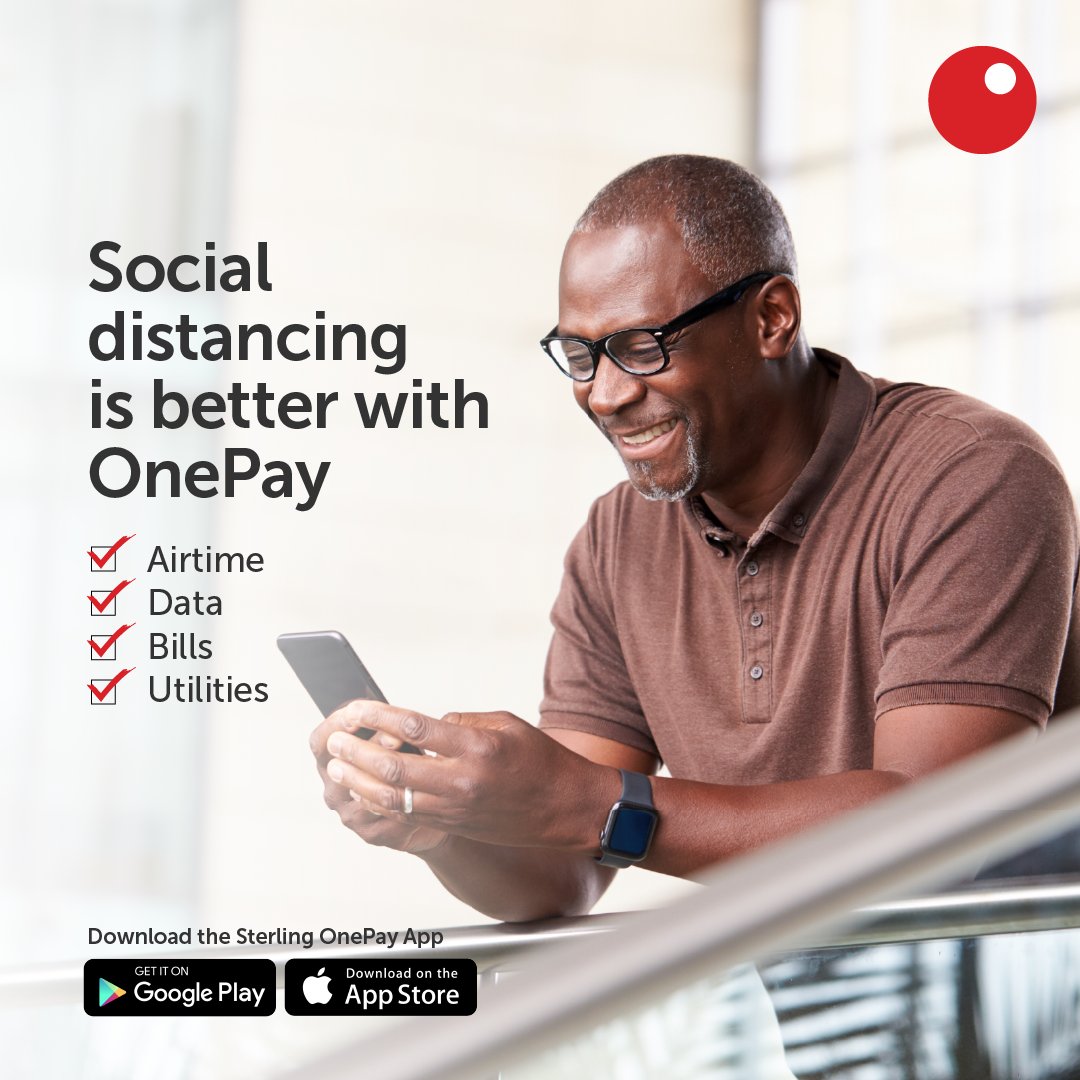 Social
distancing
is better with
OnePay
Airtime
Data
Bills
Utilities
Download the Sterling OnePay App
GET IT ON
Google Play
Download on the
App Store